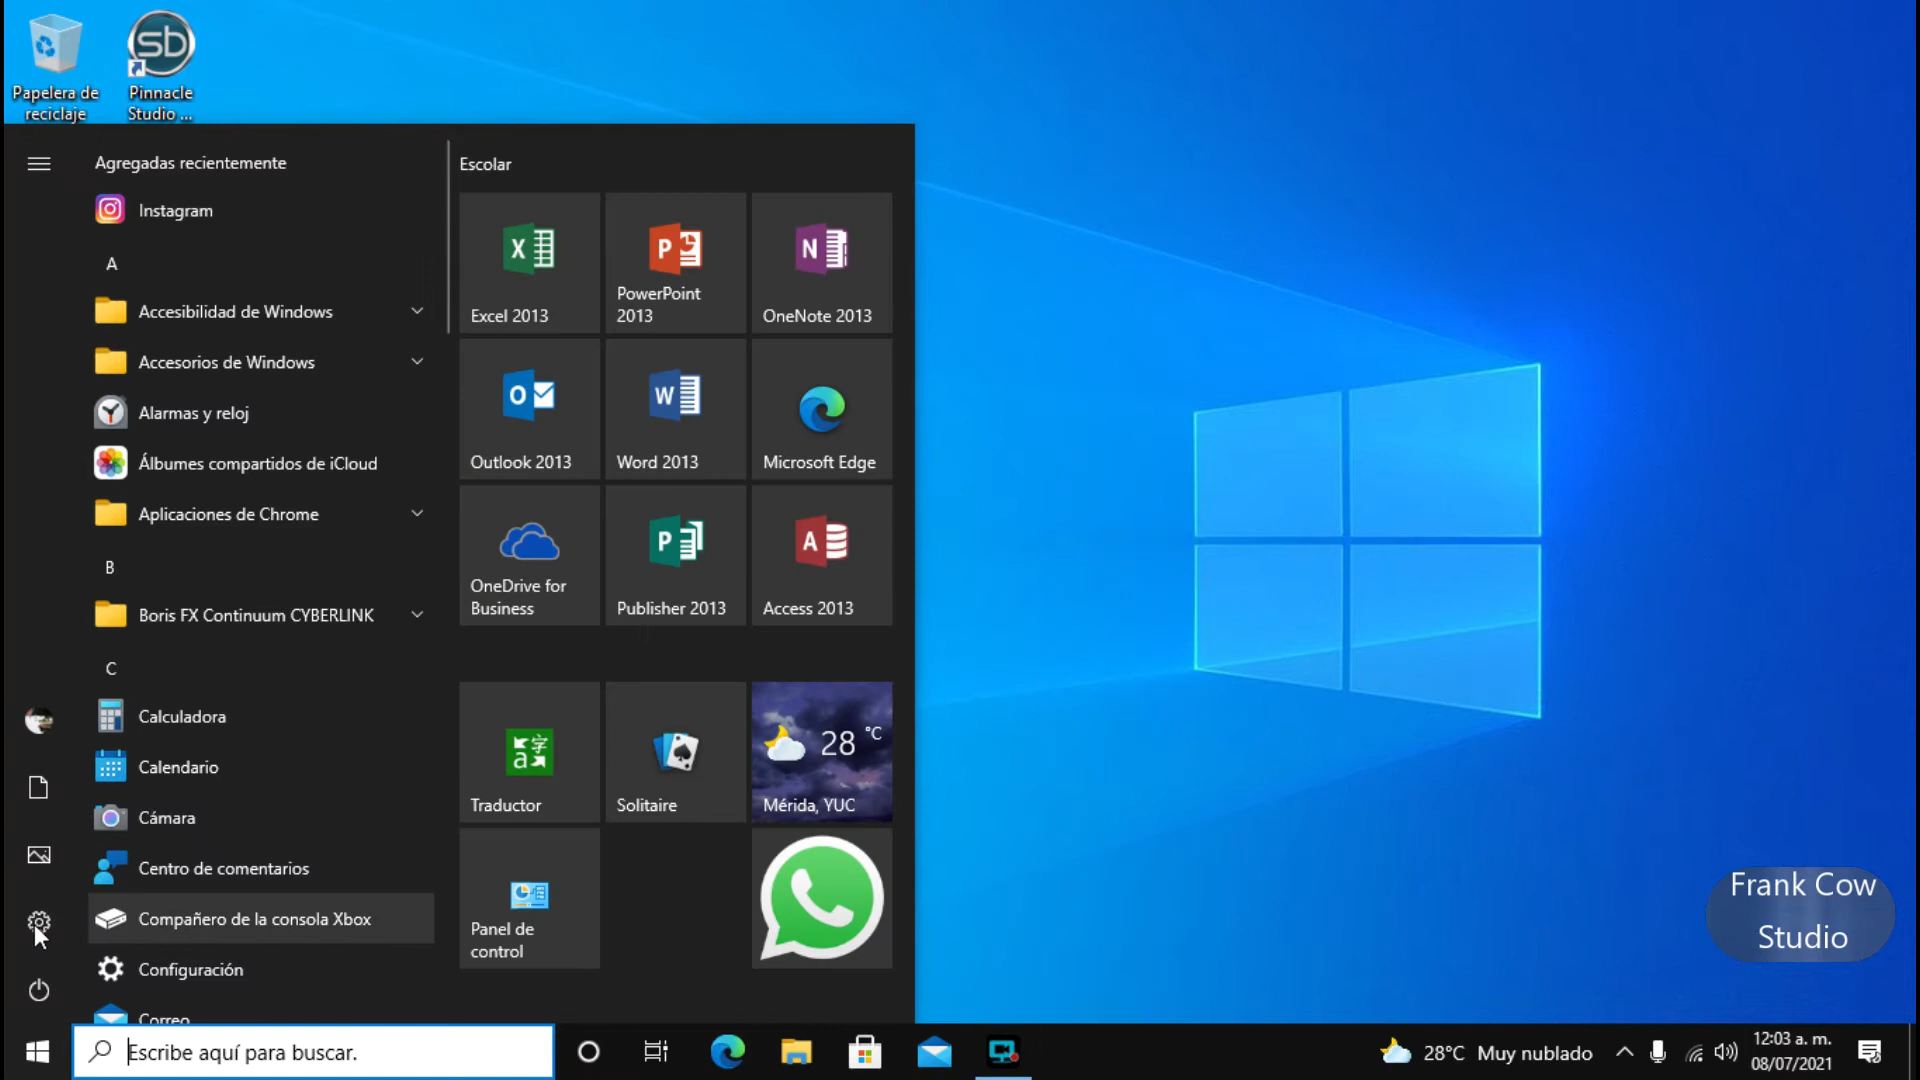 Papelera de
reciclaje
Pinnacle
Studio ...
Agregadas recientemente
Instagram
A
Accesibilidad de Windows
Accesorios de Windows
Alarmas y reloj
Álbumes compartidos de iCloud
Aplicaciones de Chrome
B
Boris FX Continuum CYBERLINK
C
Calculadora
Calendario
Cámara
Centro de comentarios
Compañero de la consola Xbox
Configuración
Correo
Escolar
Excel 2013
PowerPoint
2013
OneNote 2013
Outlook 2013
Word 2013
Microsoft Edge
OneDrive for
Business
Publisher 2013
Access 2013
Traductor
Solitaire
28 °C
Mérida, YUC
Panel de
control
Frank Cow
Studio
Escribe aquí para buscar.
28°C Muy nublado
12:03 a. m.
08/07/2021